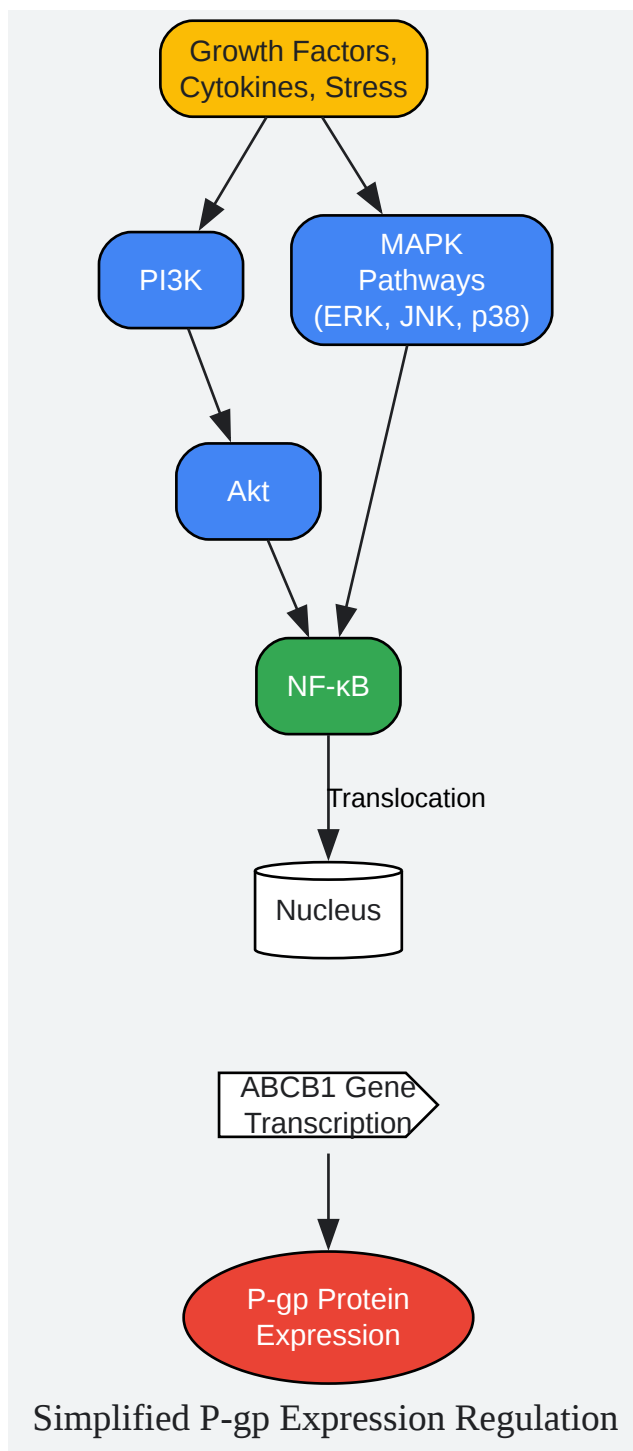 Growth Factors,
Cytokines, Stress
PI3K
MAPK
Pathways
(ERK, JNK, p38)
Akt
NF-κB
Translocation
Nucleus
ABCB1 Gene
Transcription
P-gp Protein
Expression
Simplified P-gp Expression Regulation